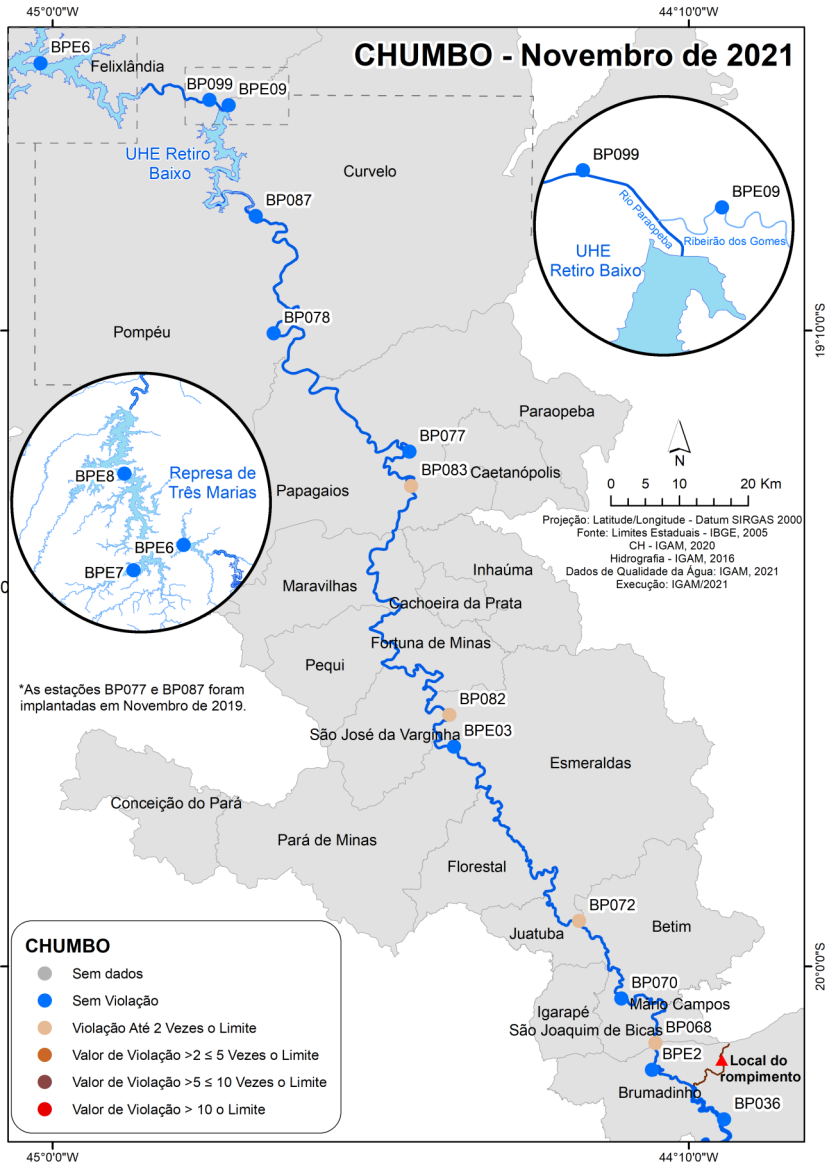 45°0'0"W
44°10'0"W
CHUMBO - Novembro de 2021
BPE6
Felixlândia
BP099
BPE09
UHE Retiro
Baixo
Curvelo
BP087
BP099
BPE09
Rio Paraopeba
Ribeirão dos Gomes
UHE
Retiro Baixo
BP078
Pompéu
19°10'0"S
Paraopeba
BP077
BP083
Caetanópolis
Papagaios
N
0 5 10 20 Km
Projeção: Latitude/Longitude - Datum SIRGAS 2000
Fonte: Limites Estaduais - IBGE, 2005
CH - IGAM, 2020
Hidrografia - IGAM, 2016
Dados de Qualidade da Água: IGAM, 2021
Execução: IGAM/2021
BPE8
Represa de
Três Marias
BPE6
BPE7
Inhaúma
Maravilhas
Cachoeira da Prata
Fortuna de Minas
Pequi
*As estações BP077 e BP087 foram
implantadas em Novembro de 2019.
BP082
São José da Varginha
BPE03
Esmeraldas
Conceição do Pará
Pará de Minas
Florestal
BP072
Juatuba
Betim
20°0'0"S
BP070
Mário Campos
Igarapé
São Joaquim de Bicas
BP068
BPE2
Local do
rompimento
Brumadinho
BP036
CHUMBO
Sem dados
Sem Violação
Violação Até 2 Vezes o Limite
Valor de Violação >2 ≤ 5 Vezes o Limite
Valor de Violação >5 ≤ 10 Vezes o Limite
Valor de Violação > 10 o Limite
45°0'0"W
44°10'0"W